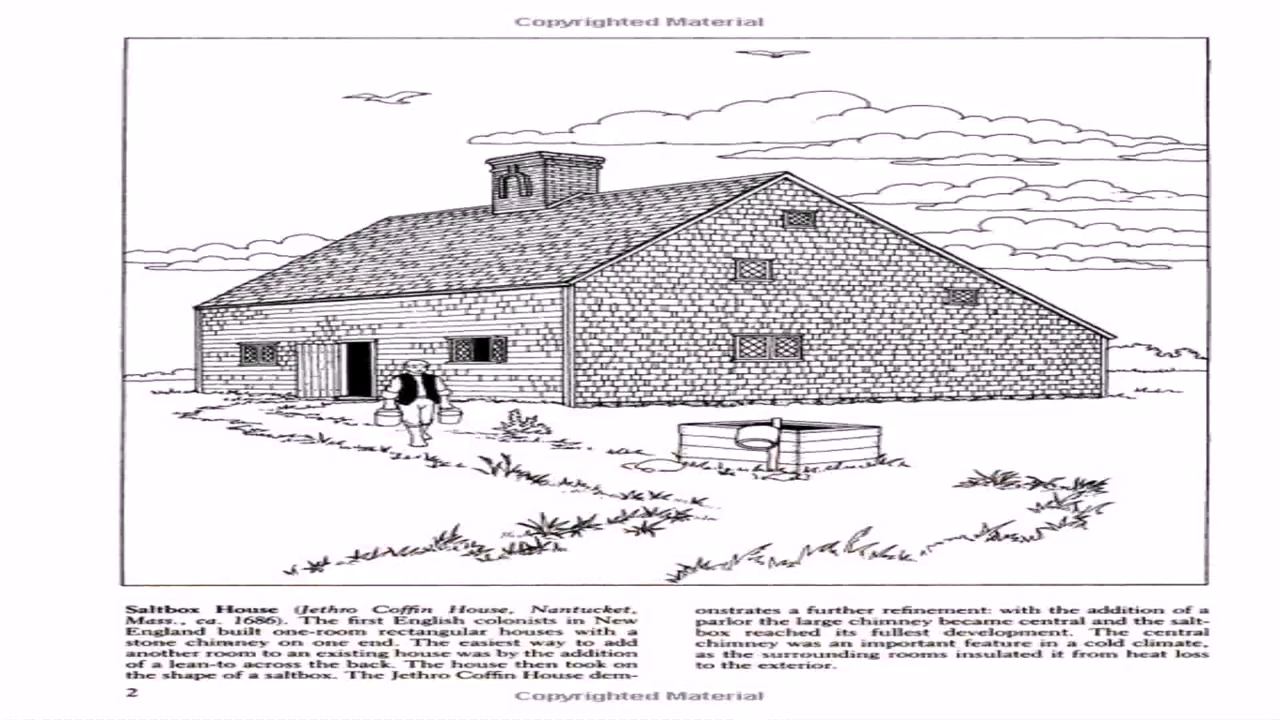 Copyrighted Material
Saltbox House (Jethro Coffin House, Nantucket,
Mass., ca. 1686). The first English colonists in New
England built one-room rectangular houses with a
stone chimney on one end. The easiest way to add
another room to an existing house was by the addition
of a lean-to across the back. The house then took on
the shape of a saltbox. The Jethro Coffin House dem-
onstrates a further refinement: with the addition of a
parlor the large chimney became central and the salt-
box reached its fullest development. The central
chimney was an important feature in a cold climate,
as the surrounding rooms insulated it from heat loss
to the exterior.
2
Copyrighted Material